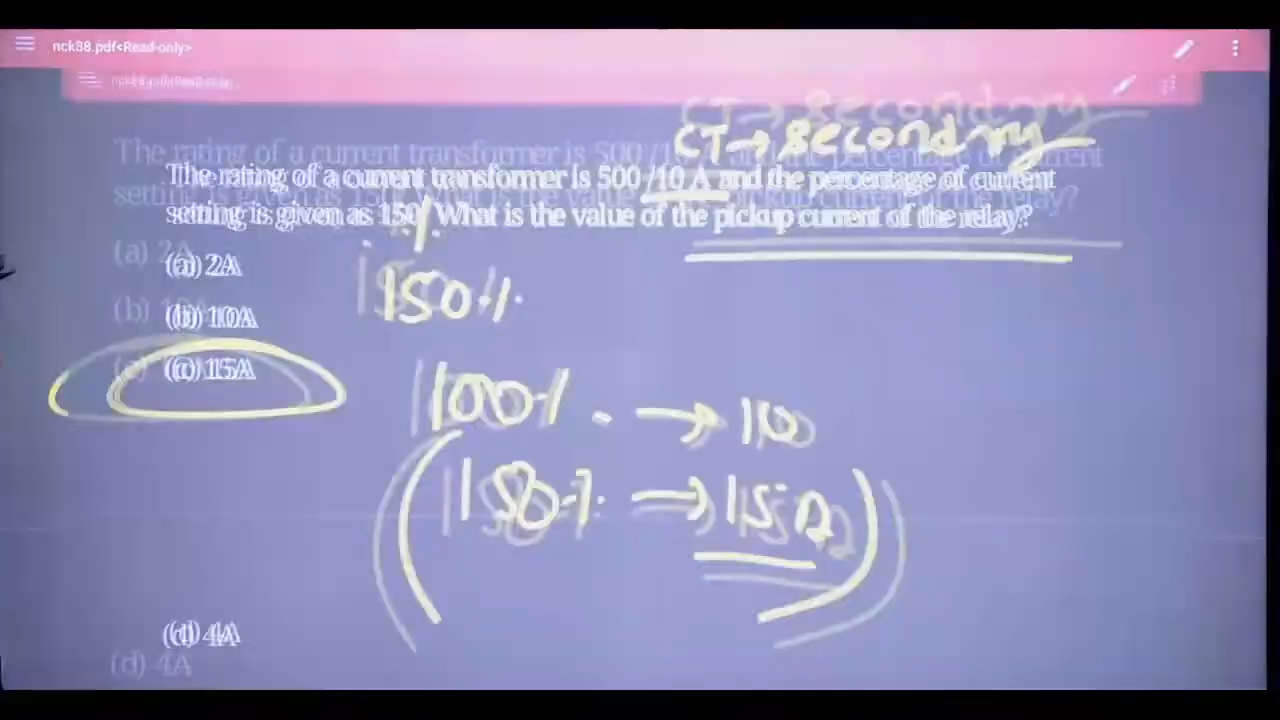 nck88.pdf<Read-only>
CT→secondry
The rating of a current transformer is 500 /10 A and the percentage of current
setting is given as 150 What is the value of the pickup current of the relay?
%
(a) 2A
150%
(b) 10A
(c) 15A
100% → 10
150% → 15A
(d) 4A